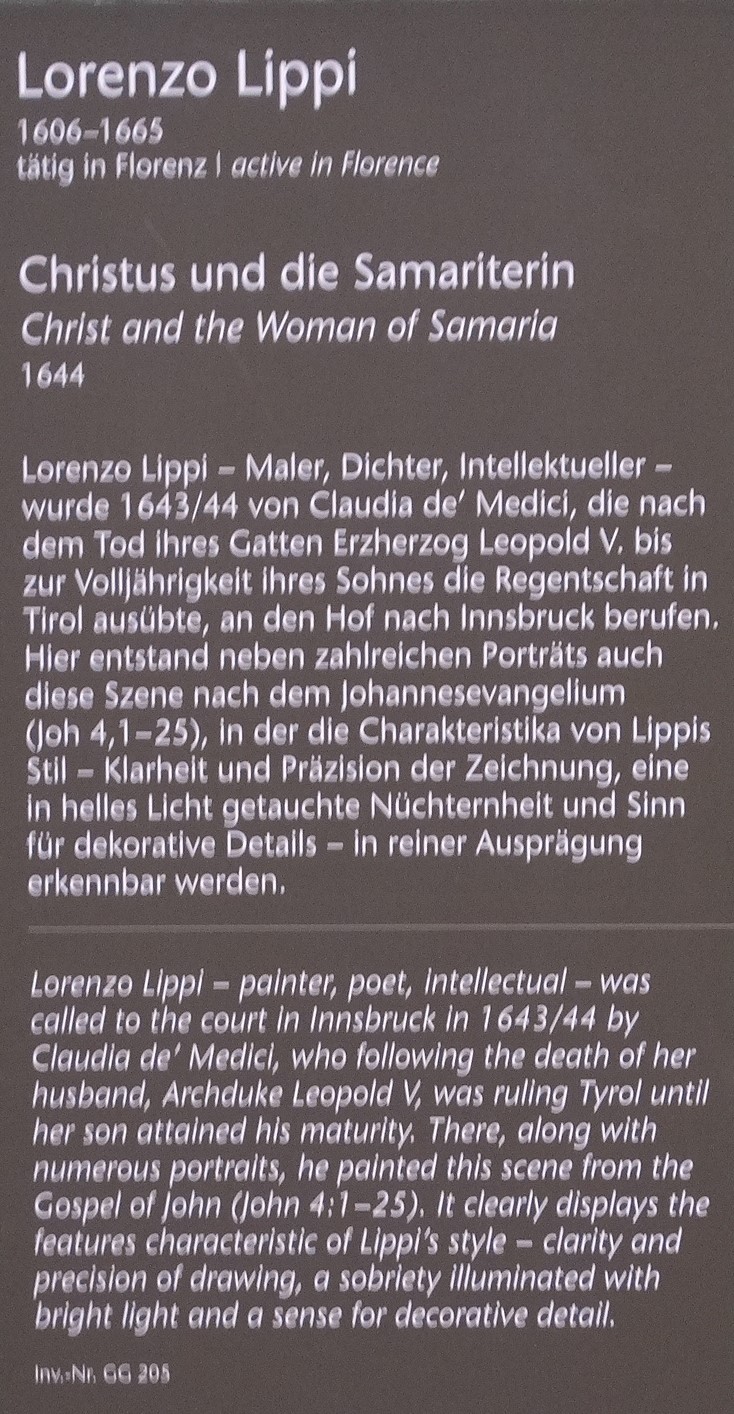 Lorenzo Lippi
1606–1665
tätig in Florenz | active in Florence
Christus und die Samariterin
Christ and the Woman of Samaria
1644
Lorenzo Lippi – Maler, Dichter, Intellektueller –
wurde 1643/44 von Claudia de’ Medici, die nach
dem Tod ihres Gatten Erzherzog Leopold V. bis
zur Volljährigkeit ihres Sohnes die Regentschaft in
Tirol ausübte, an den Hof nach Innsbruck berufen.
Hier entstand neben zahlreichen Porträts auch
diese Szene nach dem Johannesevangelium
(Joh 4,1–25), in der die Charakteristika von Lippis
Stil – Klarheit und Präzision der Zeichnung, eine
in helles Licht getauchte Nüchternheit und Sinn
für dekorative Details – in reiner Ausprägung
erkennbar werden.
Lorenzo Lippi – painter, poet, intellectual – was
called to the court in Innsbruck in 1643/44 by
Claudia de’ Medici, who following the death of her
husband, Archduke Leopold V, was ruling Tyrol until
her son attained his maturity. There, along with
numerous portraits, he painted this scene from the
Gospel of John (John 4:1–25). It clearly displays the
features characteristic of Lippi’s style – clarity and
precision of drawing, a sobriety illuminated with
bright light and a sense for decorative detail.
Inv.-Nr. GG 205